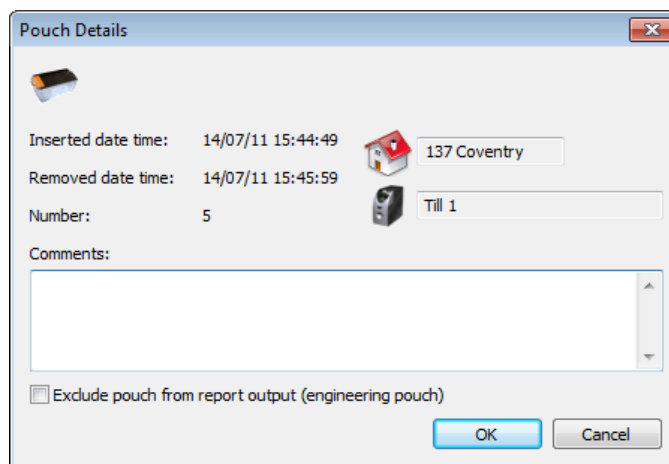 Pouch Details
Inserted date time: 14/07/11 15:44:49
137 Coventry
Removed date time: 14/07/11 15:45:59
Till 1
Number: 5
Comments:
Exclude pouch from report output (engineering pouch)
OK Cancel